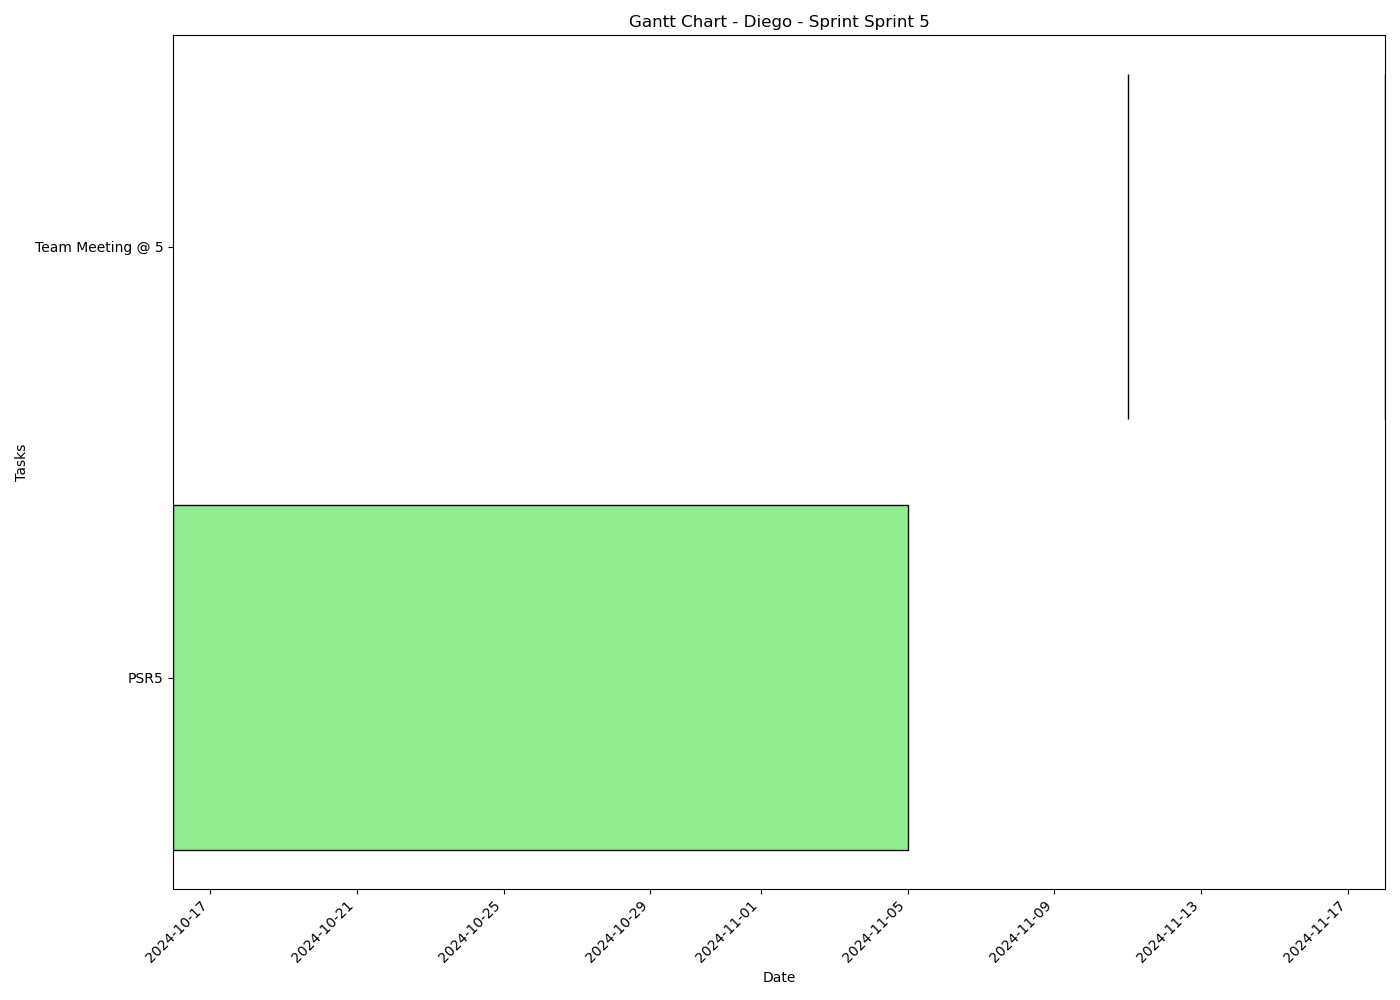 Gantt Chart - Diego - Sprint Sprint 5
Team Meeting @ 5
Tasks
PSR5
2024-10-17
2024-10-21
2024-10-25
2024-10-29
2024-11-01
2024-11-05
2024-11-09
2024-11-13
2024-11-17
Date